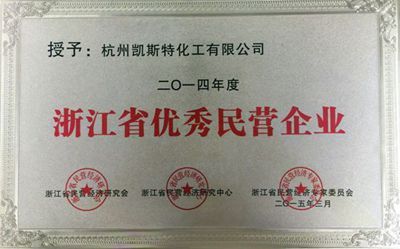 授予：杭州凯斯特化工有限公司
二〇一四年度
浙江省优秀民营企业
浙江省民营经济研究会 浙江省民营经济研究中心 浙江省民营经济专家委员会
二〇一五年三月